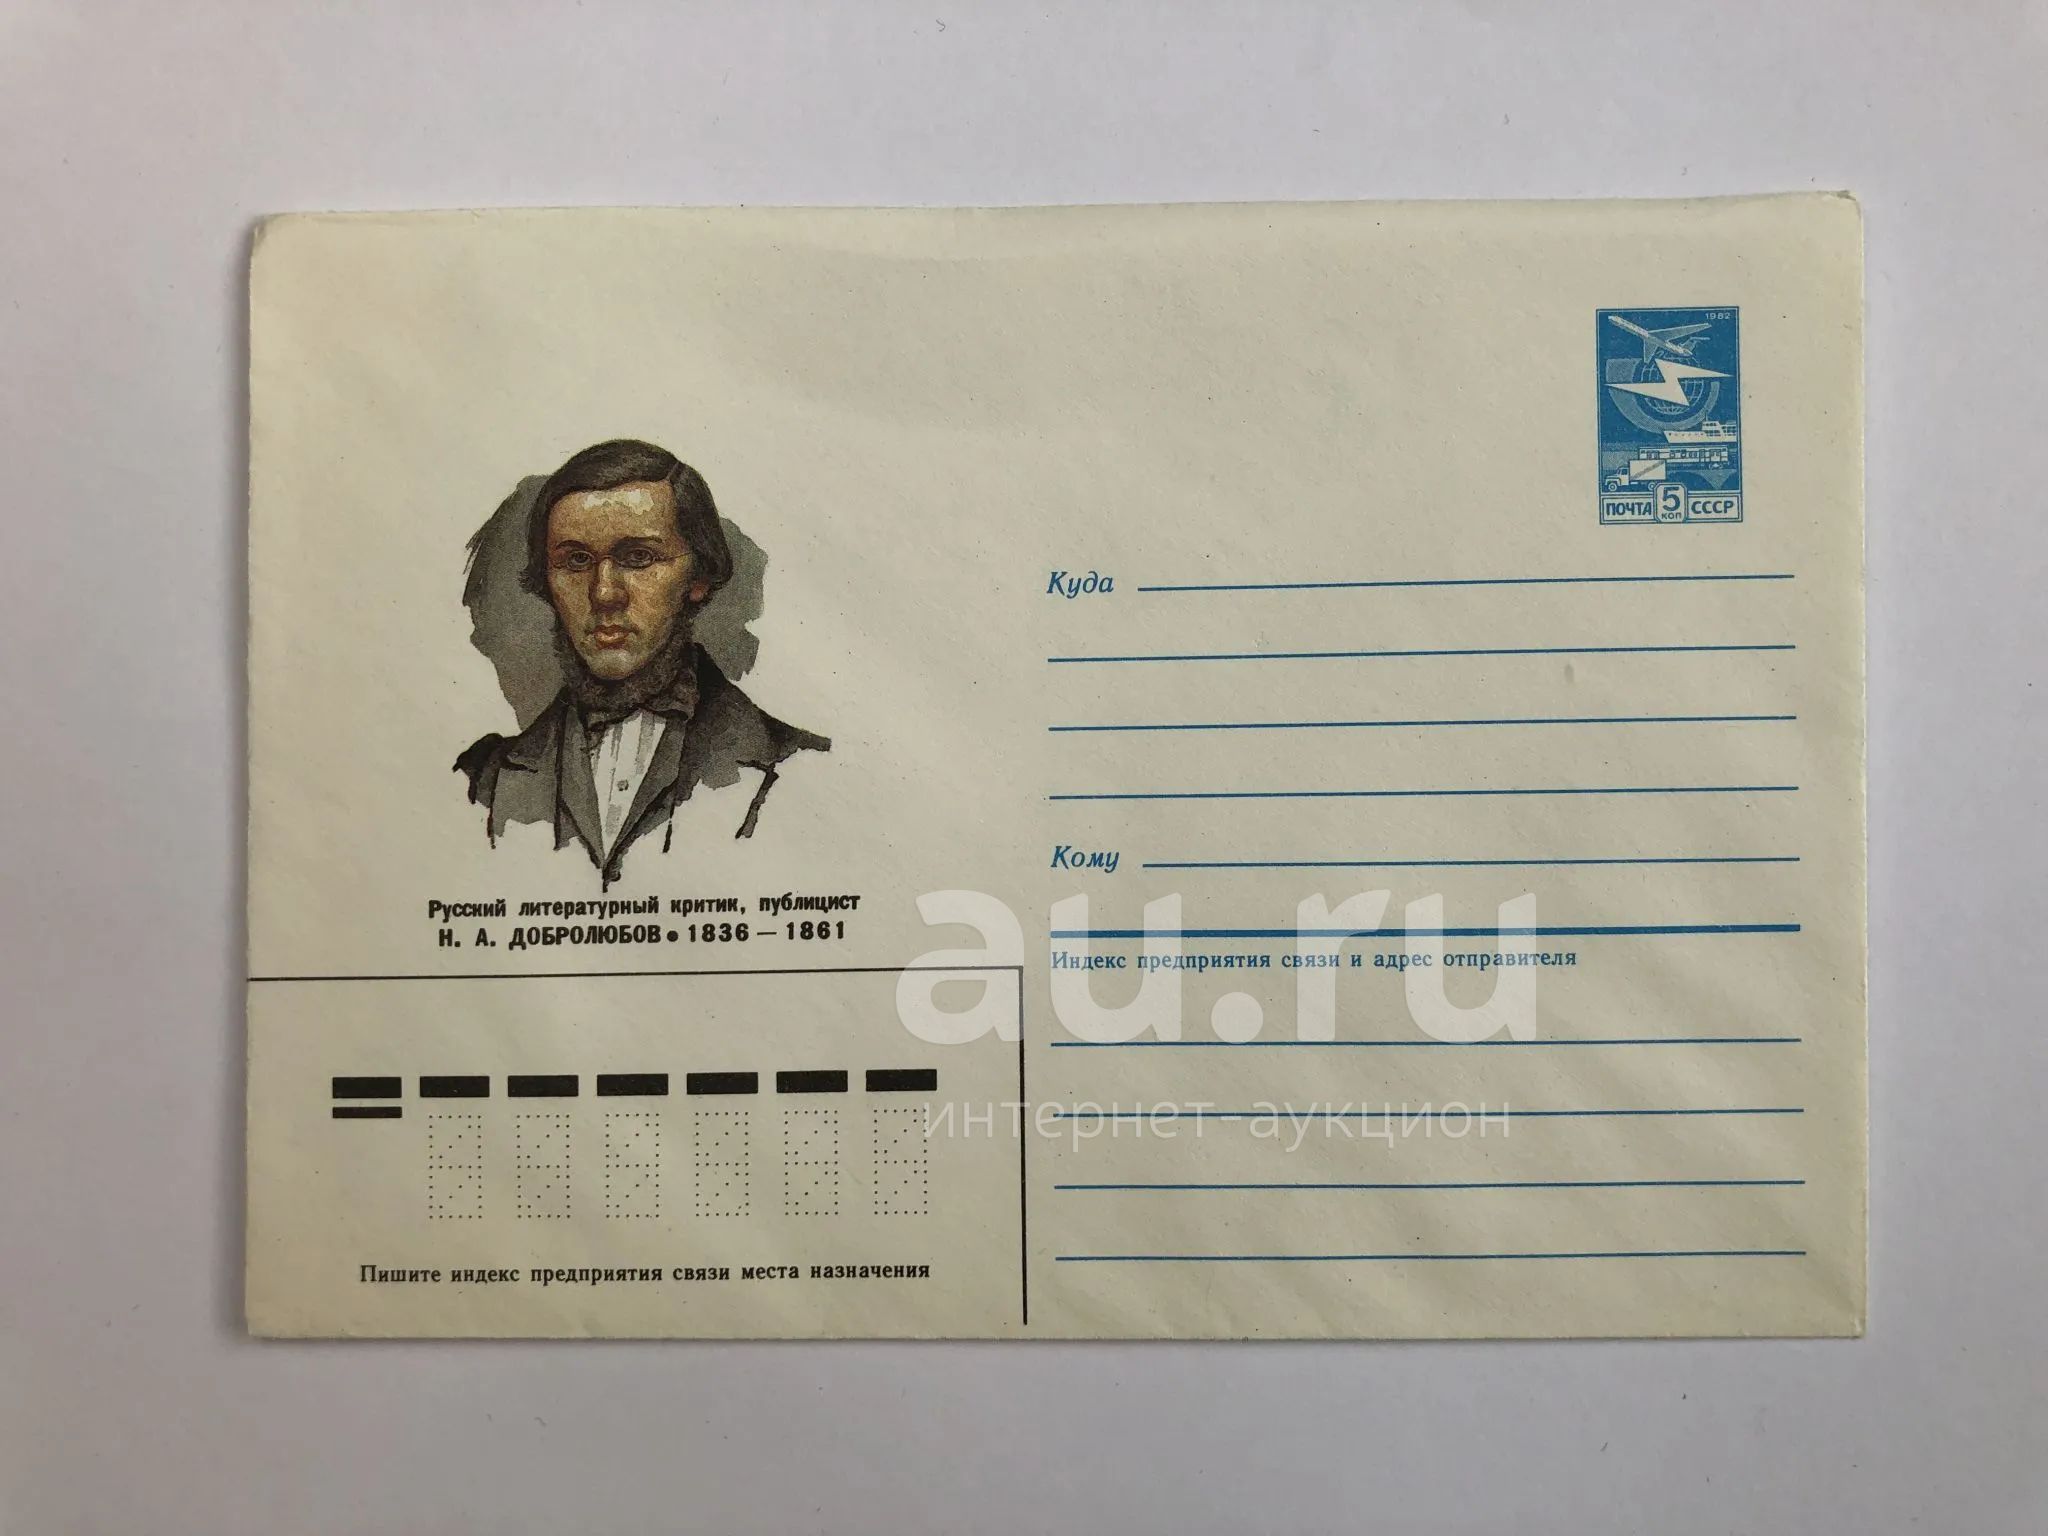 1982
ПОЧТА 5 КОП СССР
Русский литературный критик, публицист
Н. А. ДОБРОЛЮБОВ • 1836 — 1861
Куда
Кому
Индекс предприятия связи и адрес отправителя
au.ru
интернет-аукцион
Пишите индекс предприятия связи места назначения